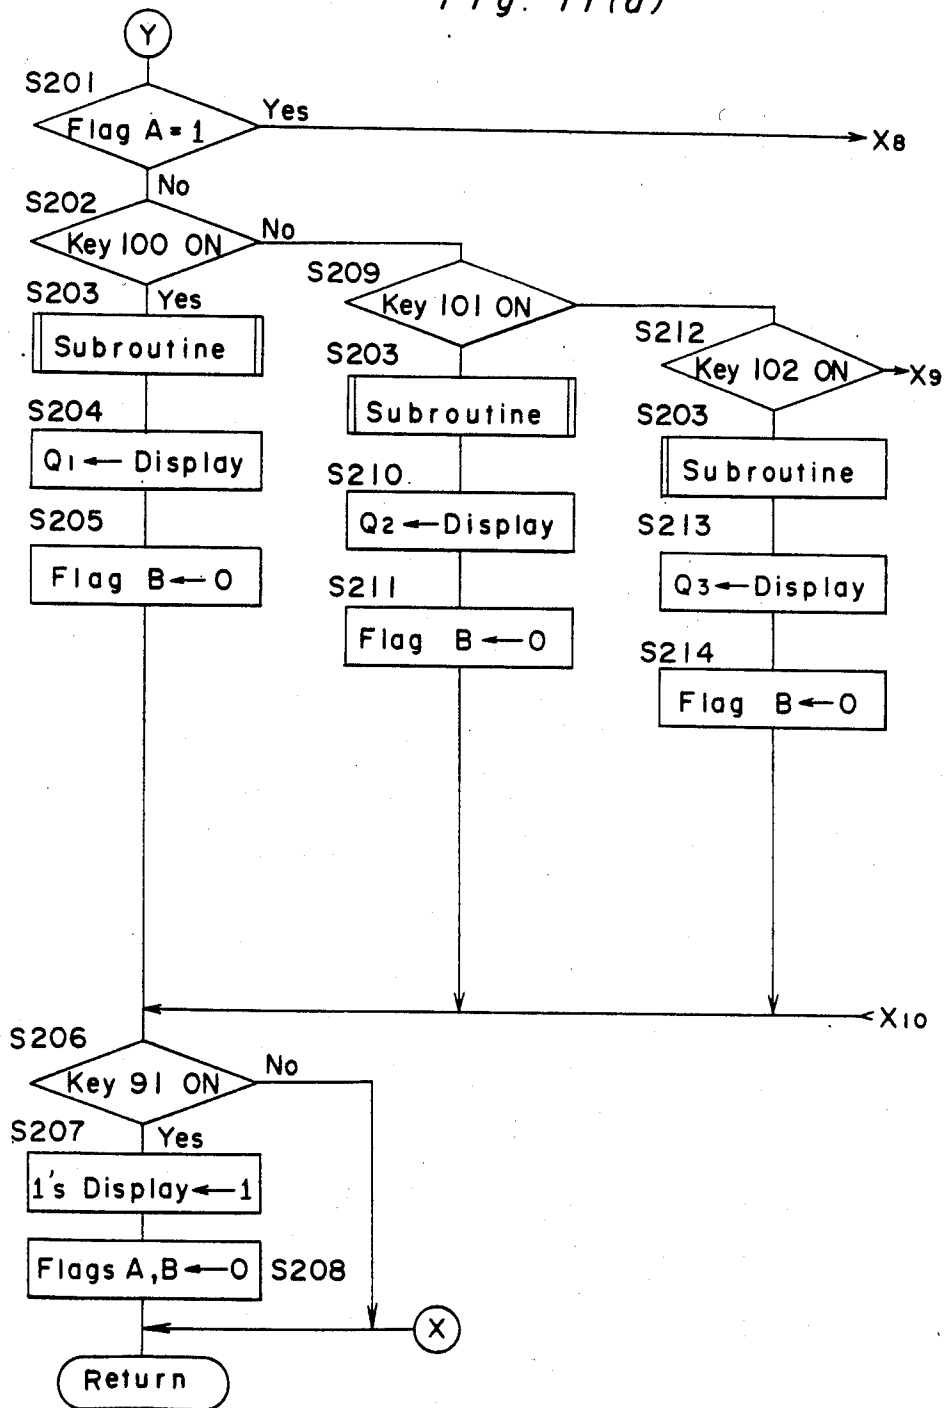 Fig. 11(a)
Y
S201
Flag A=1
Yes
X8
No
S202
Key 100 ON
No
S203
Yes
Subroutine
S204
Q1←Display
S205
Flag B←0
S209
Key 101 ON
S203
Subroutine
S210
Q2←Display
S211
Flag B←0
S212
Key 102 ON
X9
S203
Subroutine
S213
Q3←Display
S214
Flag B←0
X10
S206
Key 91 ON
No
S207
Yes
1's Display←1
Flags A,B←0
S208
X
Return